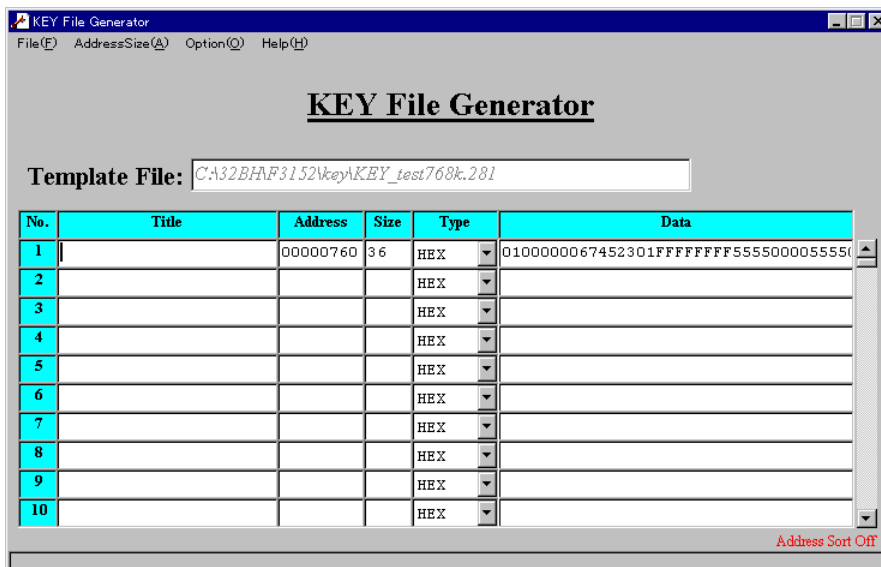 KEY File Generator
File(F) AddressSize(A) Option(O) Help(H)
KEY File Generator
Template File: C:\32BH\F3152\key\KEY_test768k.281
No. Title Address Size Type Data
1 00000760 36 HEX 0100000067452301FFFFFFFF555500005555(
2 HEX
3 HEX
4 HEX
5 HEX
6 HEX
7 HEX
8 HEX
9 HEX
10 HEX
Address Sort Off